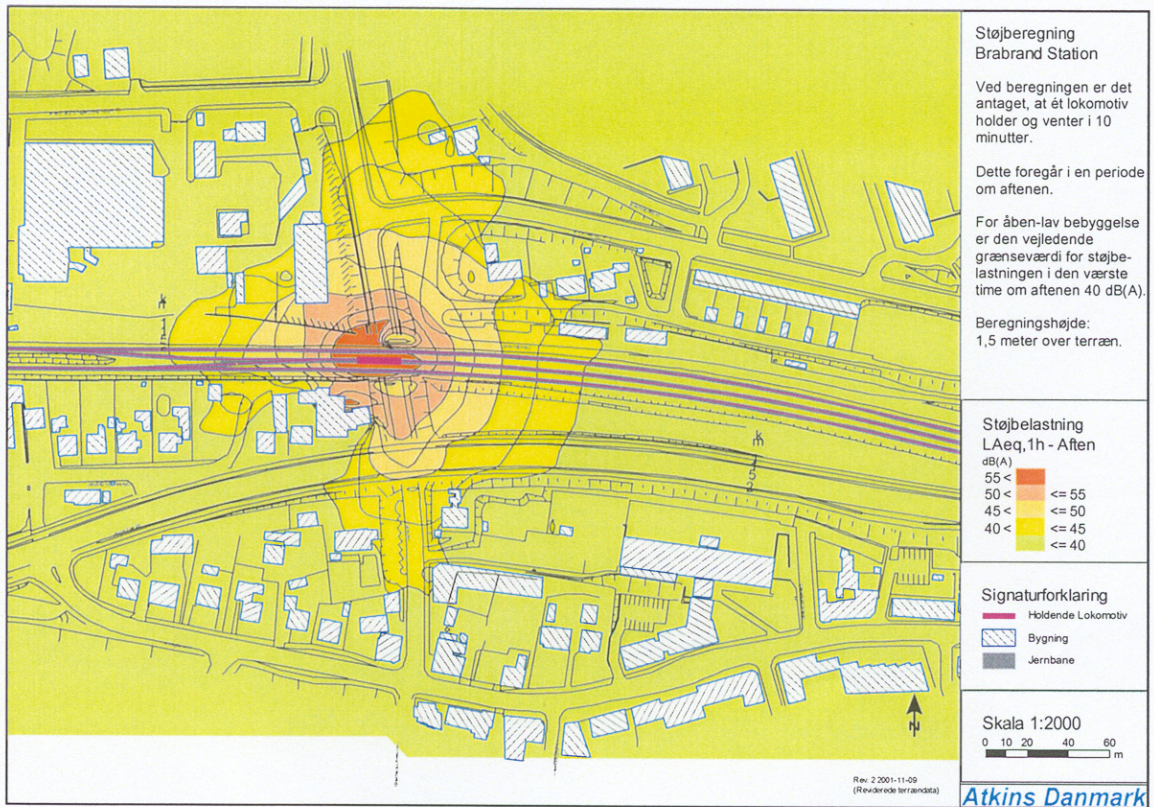 Støjberegning
Brabrand Station
Ved beregningen er det
antaget, at ét lokomotiv
holder og venter i 10
minutter.
Dette foregår i en periode
om aftenen.
For åben-lav bebyggelse
er den vejledende
grænseværdi for støjbe-
lastningen i den værste
time om aftenen 40 dB(A).
Beregningshøjde:
1,5 meter over terræn.
Støjbelastning
LAeq,1h - Aften
dB(A)
55 <
50 < <= 55
45 < <= 50
40 < <= 45
<= 40
Signaturforklaring
Holdende Lokomotiv
Bygning
Jernbane
Skala 1:2000
0 10 20 40 60
m
N
Rev. 2 2001-11-09
(Reviderede terrændata)
Atkins Danmark